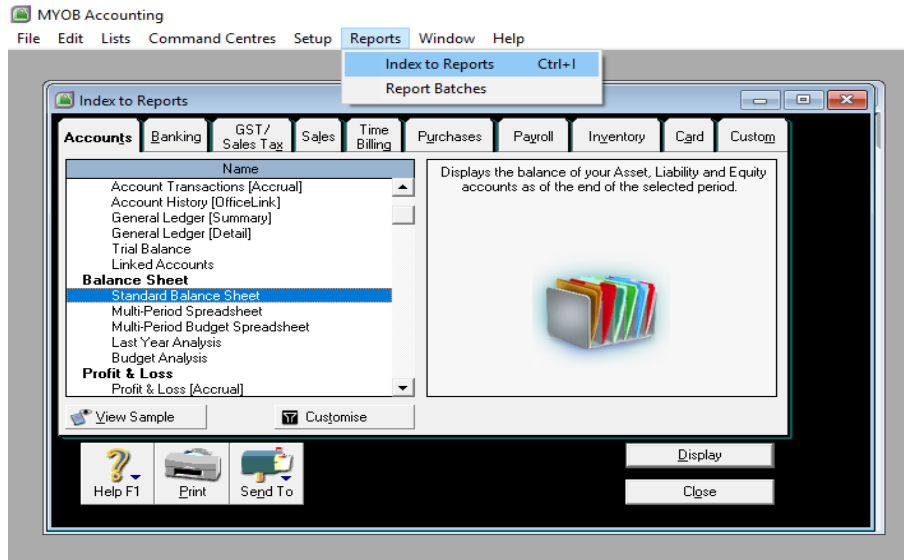 MYOB Accounting
File Edit Lists Command Centres Setup Reports Window Help
Index to Reports Ctrl+I
Report Batches
Index to Reports
Accounts Banking GST/ Sales Tax Sales Time Billing Purchases Payroll Inventory Card Custom
Name
Account Transactions [Accrual]
Account History [OfficeLink]
General Ledger [Summary]
General Ledger [Detail]
Trial Balance
Linked Accounts
Balance Sheet
Standard Balance Sheet
Multi-Period Spreadsheet
Multi-Period Budget Spreadsheet
Last Year Analysis
Budget Analysis
Profit & Loss
Profit & Loss [Accrual]
Displays the balance of your Asset, Liability and Equity
accounts as of the end of the selected period.
View Sample Customise
Help F1 Print Send To
Display
Close